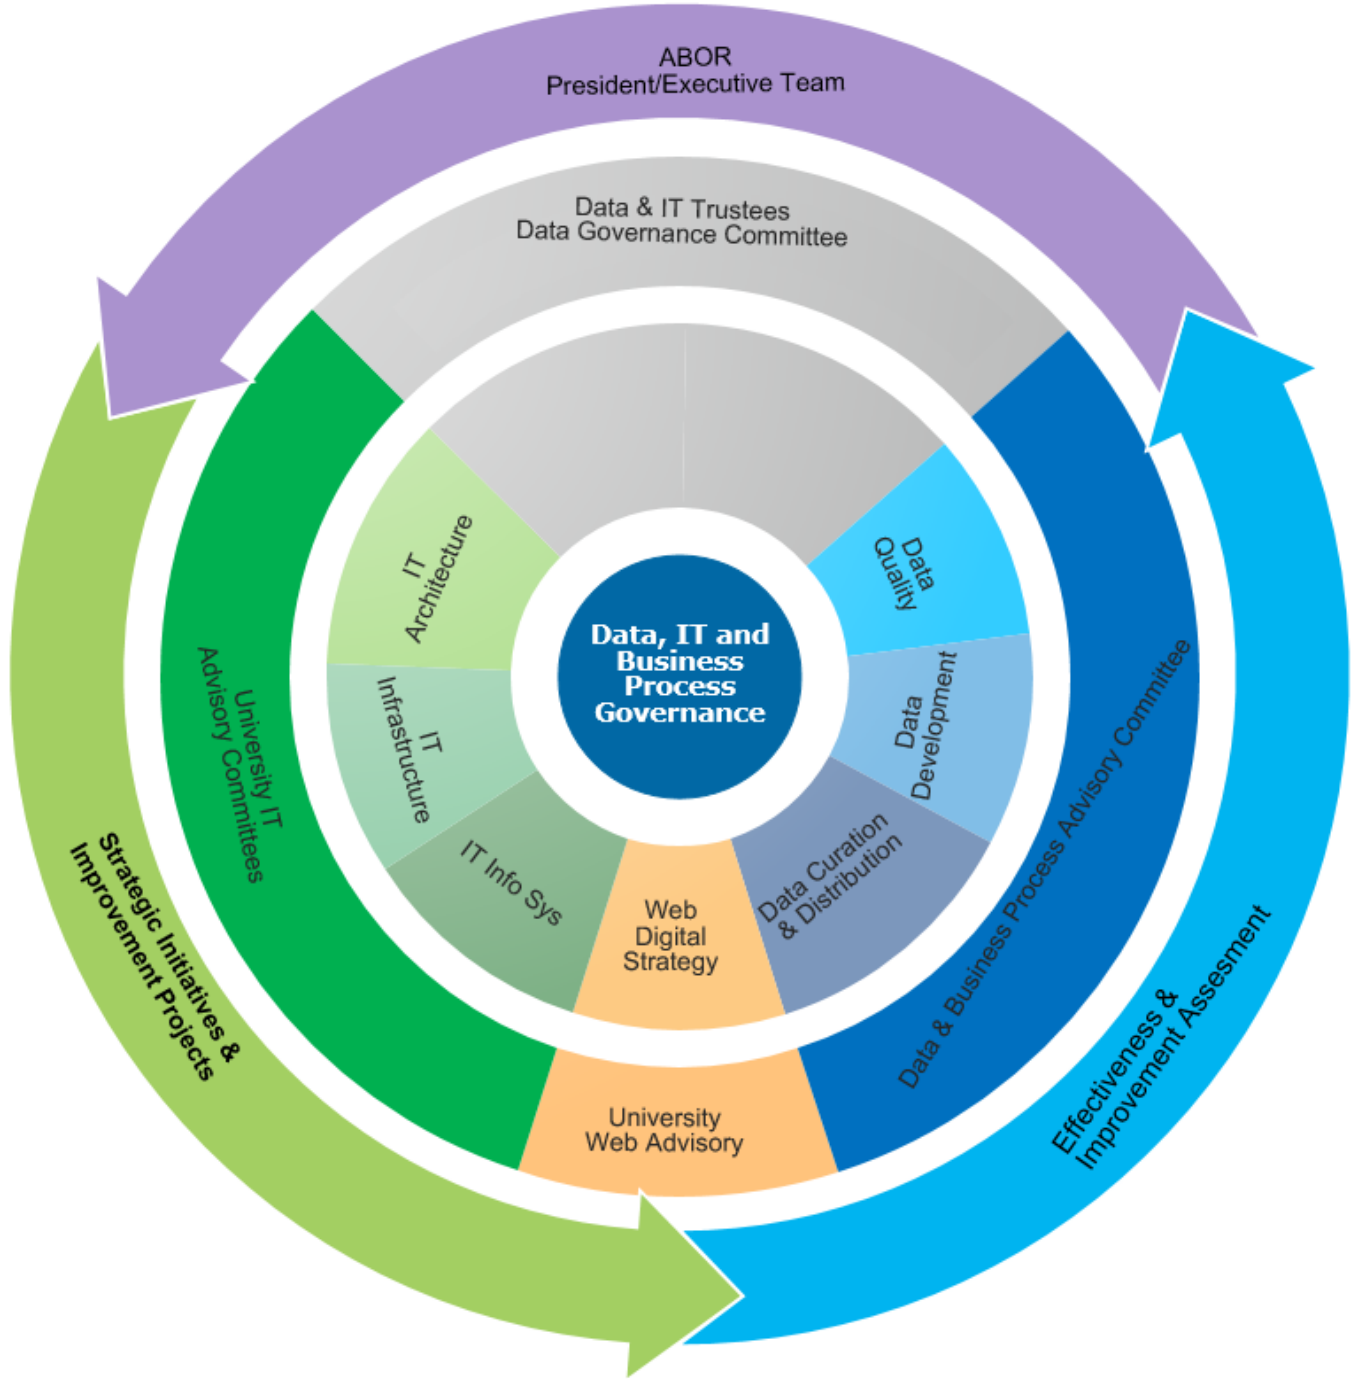 ABOR
President/Executive Team
Data & IT Trustees
Data Governance Committee
IT
Architecture
Data
Quality
Data, IT and
Business
Process
Governance
University IT
Advisory Committees
IT
Infrastructure
Data
Development
Data & Business Process Advisory Committee
IT Info Sys
Web
Digital
Strategy
Data Curation
& Distribution
Strategic Initiatives &
Improvement Projects
Effectiveness &
Improvement Assesment
University
Web Advisory